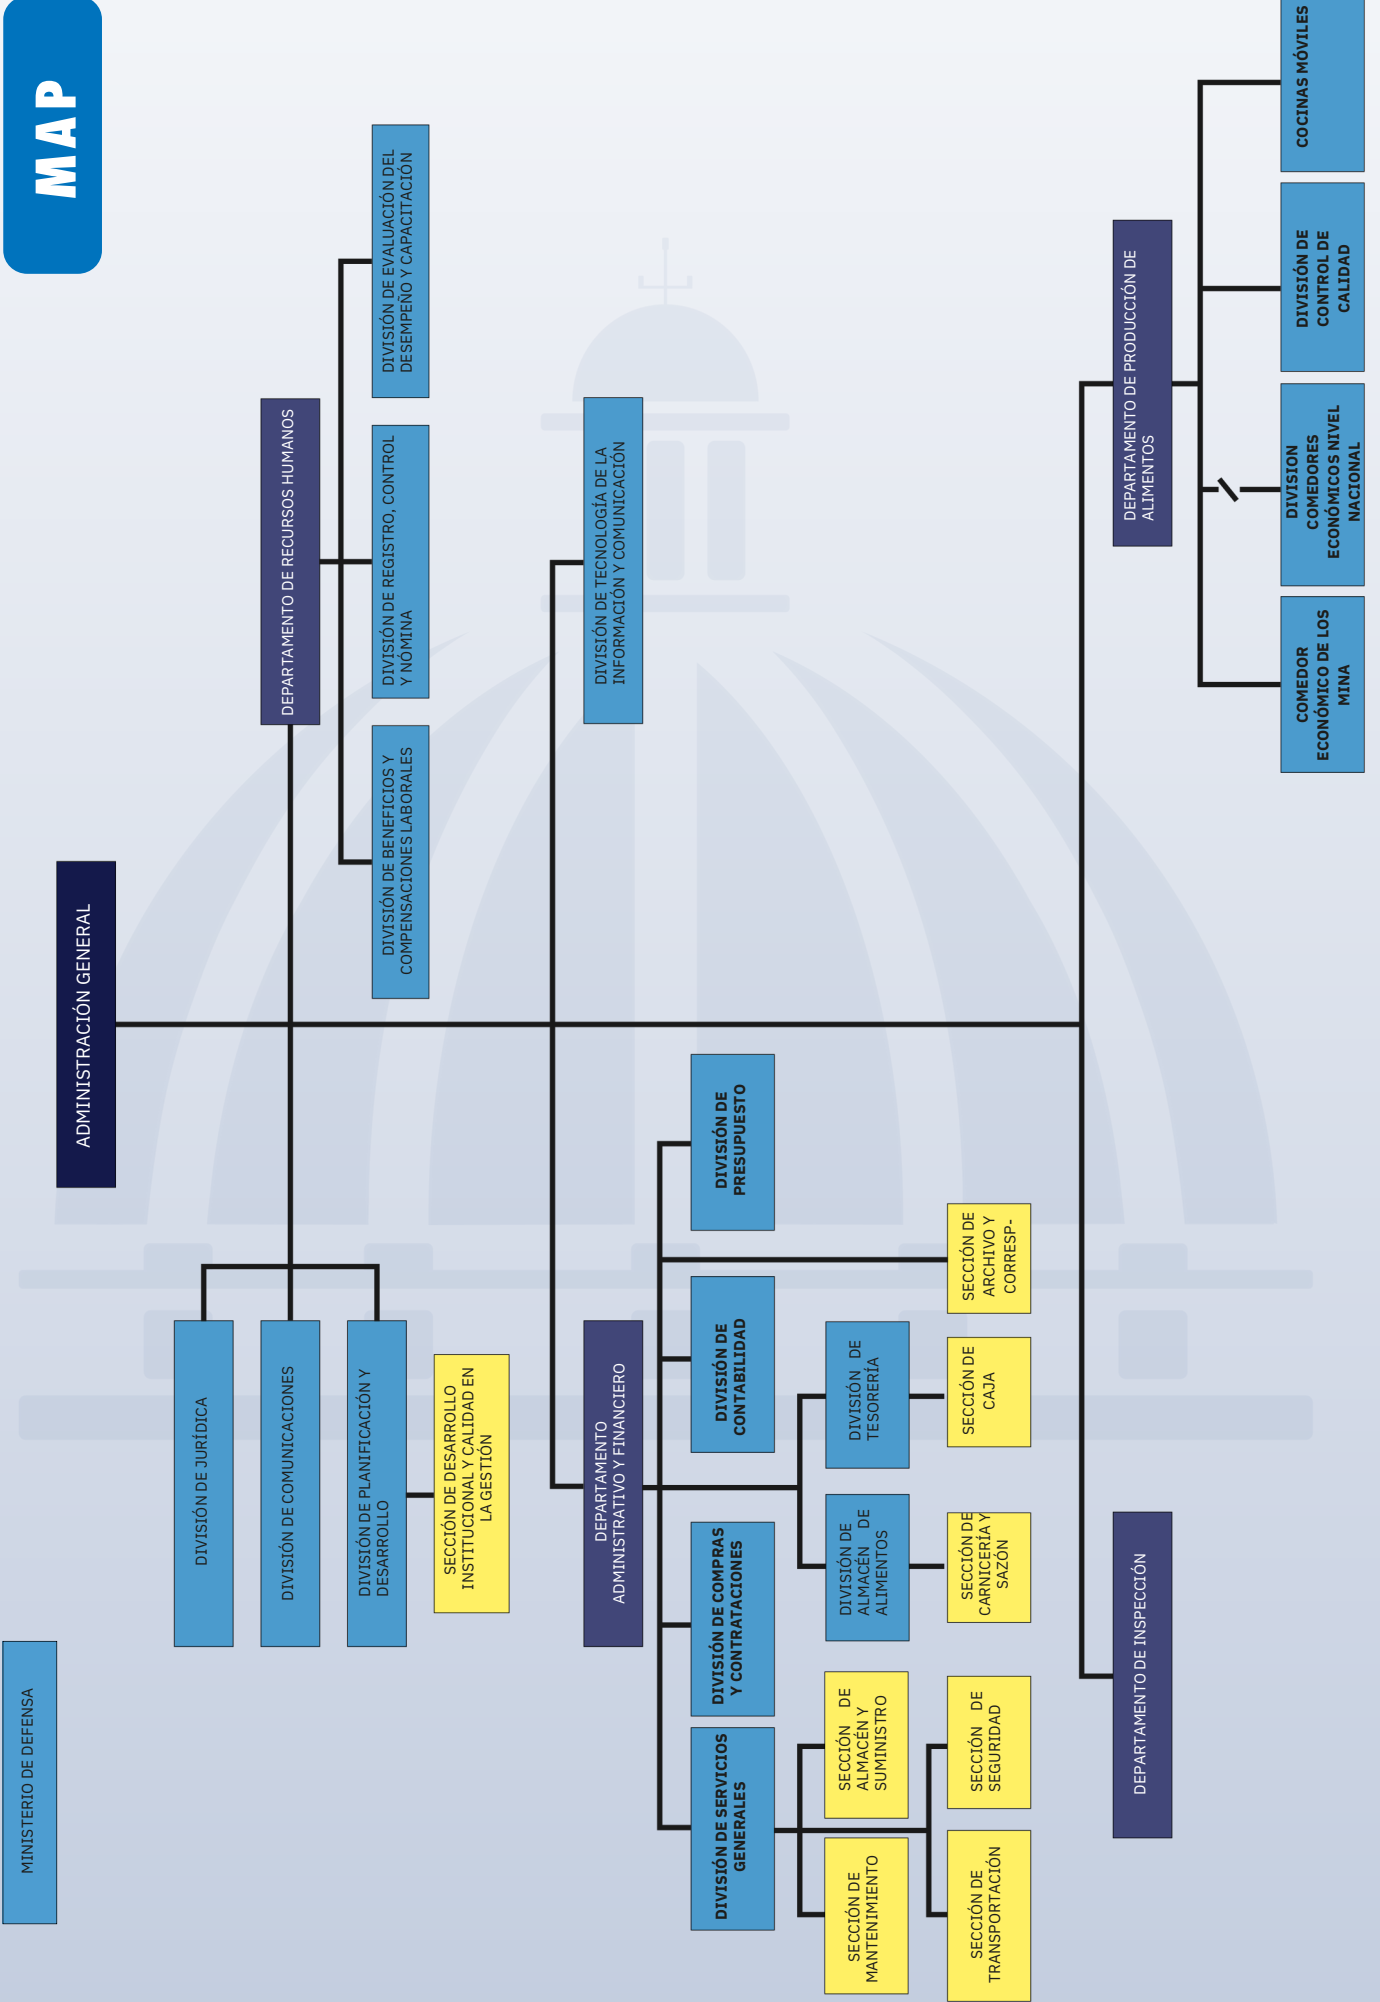 MINISTERIO DE DEFENSA
MAP
ADMINISTRACIÓN GENERAL
DIVISIÓN DE JURÍDICA
DIVISIÓN DE COMUNICACIONES
DIVISIÓN DE PLANIFICACIÓN Y
DESARROLLO
SECCIÓN DE DESARROLLO
INSTITUCIONAL Y CALIDAD EN
LA GESTIÓN
DEPARTAMENTO DE RECURSOS HUMANOS
DIVISIÓN DE BENEFICIOS Y
COMPENSACIONES LABORALES
DIVISIÓN DE REGISTRO, CONTROL
Y NÓMINA
DIVISIÓN DE EVALUACIÓN DEL
DESEMPEÑO Y CAPACITACIÓN
DEPARTAMENTO
ADMINISTRATIVO Y FINANCIERO
DIVISIÓN DE TECNOLOGÍA DE LA
INFORMACIÓN Y COMUNICACIÓN
DIVISIÓN DE SERVICIOS
GENERALES
DIVISIÓN DE COMPRAS
Y CONTRATACIONES
DIVISIÓN DE
CONTABILIDAD
DIVISIÓN DE
PRESUPUESTO
SECCIÓN DE
MANTENIMIENTO
SECCIÓN DE
ALMACÉN Y
SUMINISTRO
DIVISIÓN DE
ALMACÉN DE
ALIMENTOS
DIVISIÓN DE
TESORERÍA
SECCIÓN DE
TRANSPORTACIÓN
SECCIÓN DE
SEGURIDAD
SECCIÓN DE
CARNICERÍA Y
SAZÓN
SECCIÓN DE
CAJA
SECCIÓN DE
ARCHIVO Y
CORRESP-
DEPARTAMENTO DE INSPECCIÓN
DEPARTAMENTO DE PRODUCCIÓN DE
ALIMENTOS
COMEDOR
ECONÓMICO DE LOS
MINA
DIVISION
COMEDORES
ECONÓMICOS NIVEL
NACIONAL
DIVISIÓN DE
CONTROL DE
CALIDAD
COCINAS MÓVILES